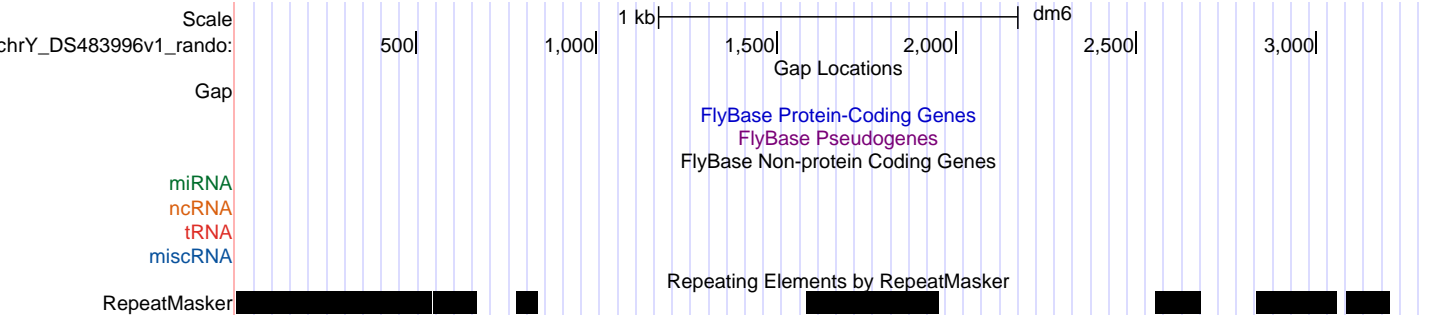 Scale 1 kb dm6
chrY_DS483996v1_rando: 500 1,000 1,500 2,000 2,500 3,000
Gap Locations
Gap
FlyBase Protein-Coding Genes
FlyBase Pseudogenes
FlyBase Non-protein Coding Genes
miRNA
ncRNA
tRNA
miscRNA
Repeating Elements by RepeatMasker
RepeatMasker